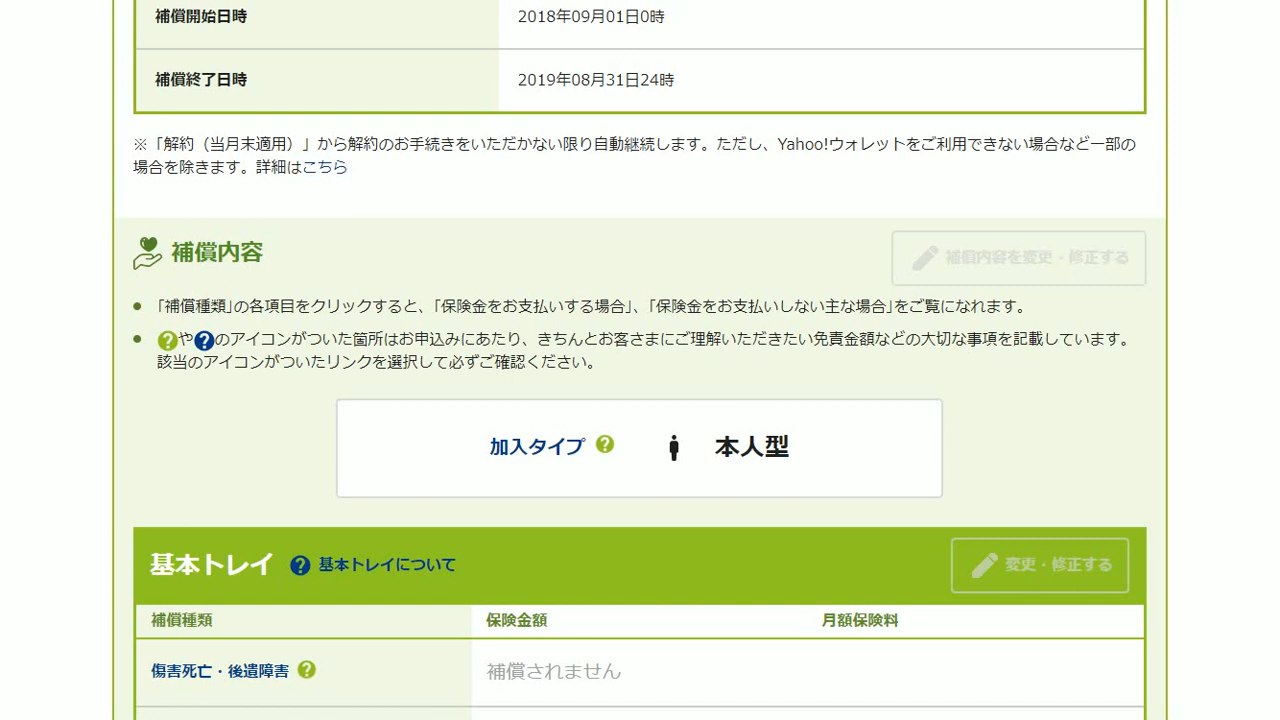 補償開始日時 2018年09月01日0時
補償終了日時 2019年08月31日24時
※「解約（当月末適用）」から解約のお手続きをいただかない限り自動継続します。ただし、Yahoo!ウォレットをご利用できない場合など一部の
場合を除きます。詳細はこちら
補償内容
補償内容を変更・修正する
「補償種類」の各項目をクリックすると、「保険金をお支払いする場合」、「保険金をお支払いしない主な場合」をご覧になれます。
?や?のアイコンがついた箇所はお申込みにあたり、きちんとお客さまにご理解いただきたい免責金額などの大切な事項を記載しています。
該当のアイコンがついたリンクを選択して必ずご確認ください。
加入タイプ ? 本人型
基本トレイ ? 基本トレイについて 変更・修正する
補償種類 保険金額 月額保険料
傷害死亡・後遺障害 ? 補償されません